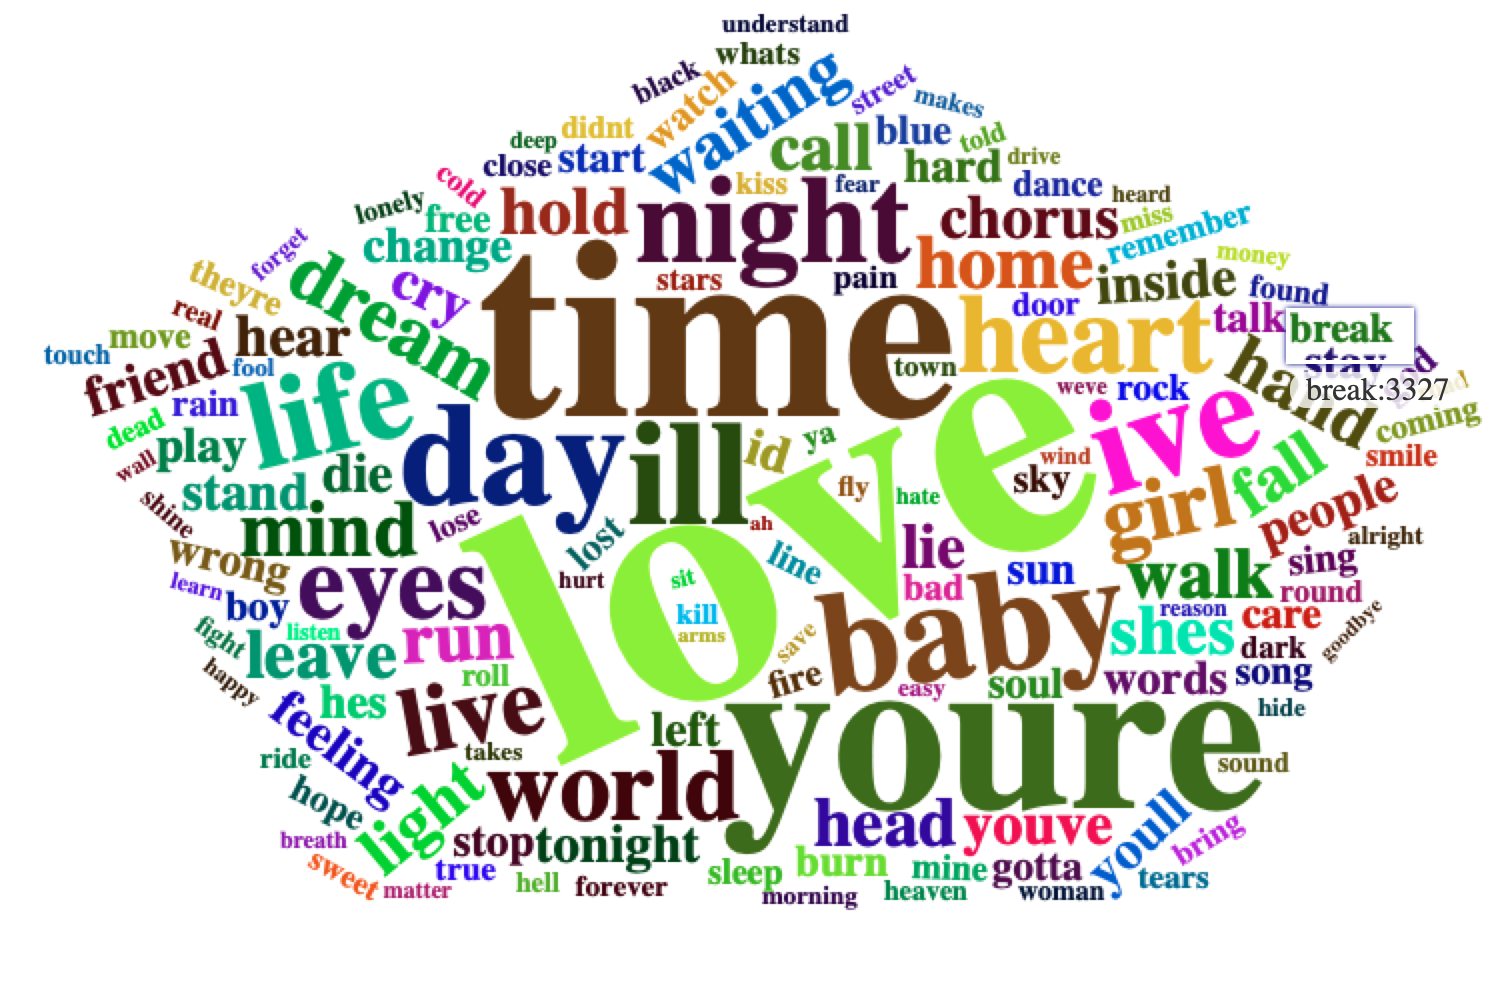 understand
whats
black
watch
waiting
street
makes
deep
didnt
call
blue
told
close
start
hard
drive
cold
kiss
fear
dance
heard
lonely
free
hold
night
chorus
miss
remember
forget
change
stars
pain
home
money
theyre
dream
cry
time
door
inside
found
real
move
hear
heart
talk
break
touch
friend
fool
town
hand
stay
break:3327
rain
life
weve
rock
coming
dead
play
day
ill
id
ya
love
ive
smile
wall
die
wind
sky
girl
fall
shine
stand
fly
hate
people
mind
lose
lost
ah
alright
wrong
eyes
hurt
line
lie
sing
learn
boy
sit
bad
sun
walk
round
fight
listen
kill
baby
reason
care
goodbye
leave
run
arms
save
shes
dark
happy
roll
fire
easy
soul
words
song
hes
live
left
youre
hide
feeling
takes
ride
world
sound
hope
light
head
youve
youll
bring
breath
stop
tonight
sweet
true
sleep
burn
mine
gotta
tears
matter
hell
forever
morning
heaven
woman